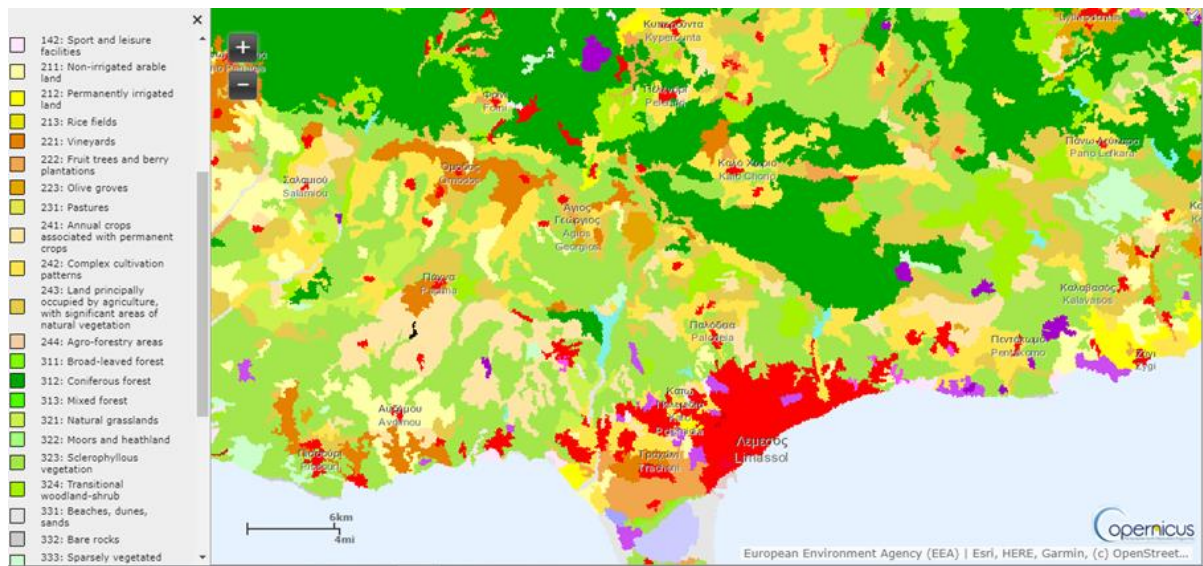 ×
142: Sport and leisure
facilities
211: Non-irrigated arable
land
212: Permanently irrigated
land
213: Rice fields
221: Vineyards
222: Fruit trees and berry
plantations
223: Olive groves
231: Pastures
241: Annual crops
associated with permanent
crops
242: Complex cultivation
patterns
243: Land principally
occupied by agriculture,
with significant areas of
natural vegetation
244: Agro-forestry areas
311: Broad-leaved forest
312: Coniferous forest
313: Mixed forest
321: Natural grasslands
322: Moors and heathland
323: Sclerophyllous
vegetation
324: Transitional
woodland-shrub
331: Beaches, dunes,
sands
332: Bare rocks
333: Sparsely vegetated
+
−
Κυπερούντα
Kyperounta
Πελένδρι
Φοινί
Foini
Πάνω Λεύκαρα
Pano Lefkara
Καλό Χωριό
Kalo Chorio
Όμοδος
Omodos
Σαλαμιού
Salamiou
Άγιος
Γεώργιος
Agios
Georgios
Πάχνα
Pachna
Καλαβασός
Kalavasos
Παλόδεια
Palodeia
Πεντάκωμο
Pentakomo
Ζύγι
Zygi
Αυδήμου
Avdimou
Κάτω
Λεμεσός
Limassol
Τραχώνι
Trachoni
Πισσούρι
Pissouri
6km
4mi
Copernicus
European Environment Agency (EEA) | Esri, HERE, Garmin, (c) OpenStreet...